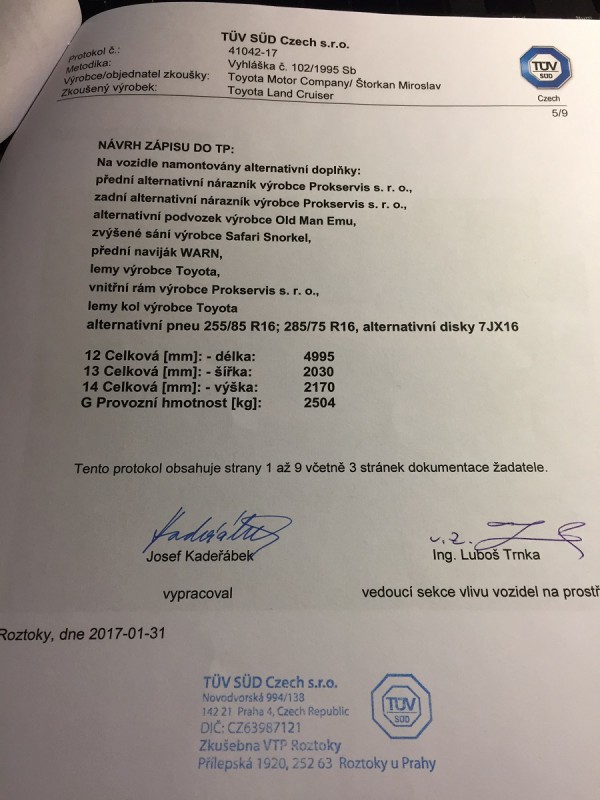 TÜV SÜD Czech s.r.o.
Protokol č.: 41042-17
Metodika: Vyhláška č. 102/1995 Sb
Výrobce/objednatel zkoušky: Toyota Motor Company/ Štorkan Miroslav
Zkoušený výrobek: Toyota Land Cruiser
TÜV
SÜD
Czech
5/9
NÁVRH ZÁPISU DO TP:
Na vozidle namontovány alternativní doplňky:
přední alternativní nárazník výrobce Prokservis s. r. o.,
zadní alternativní nárazník výrobce Prokservis s. r. o.,
alternativní podvozek výrobce Old Man Emu,
zvýšené sání výrobce Safari Snorkel,
přední naviják WARN,
lemy výrobce Toyota,
vnitřní rám výrobce Prokservis s. r. o.,
lemy kol výrobce Toyota
alternativní pneu 255/85 R16; 285/75 R16, alternativní disky 7JX16
12 Celková [mm]: - délka: 4995
13 Celková [mm]: - šířka: 2030
14 Celková [mm]: - výška: 2170
G Provozní hmotnost [kg]: 2504
Tento protokol obsahuje strany 1 až 9 včetně 3 stránek dokumentace žadatele.
v.z.
Josef Kadeřábek Ing. Luboš Trnka
vypracoval vedoucí sekce vlivu vozidel na prostř
Roztoky, dne 2017-01-31
TÜV SÜD Czech s.r.o.
Novodvorská 994/138
142 21 Praha 4, Czech Republic
DIČ: CZ63987121
Zkušebna VTP Roztoky
Přílepská 1920, 252 63 Roztoky u Prahy
TÜV
SÜD